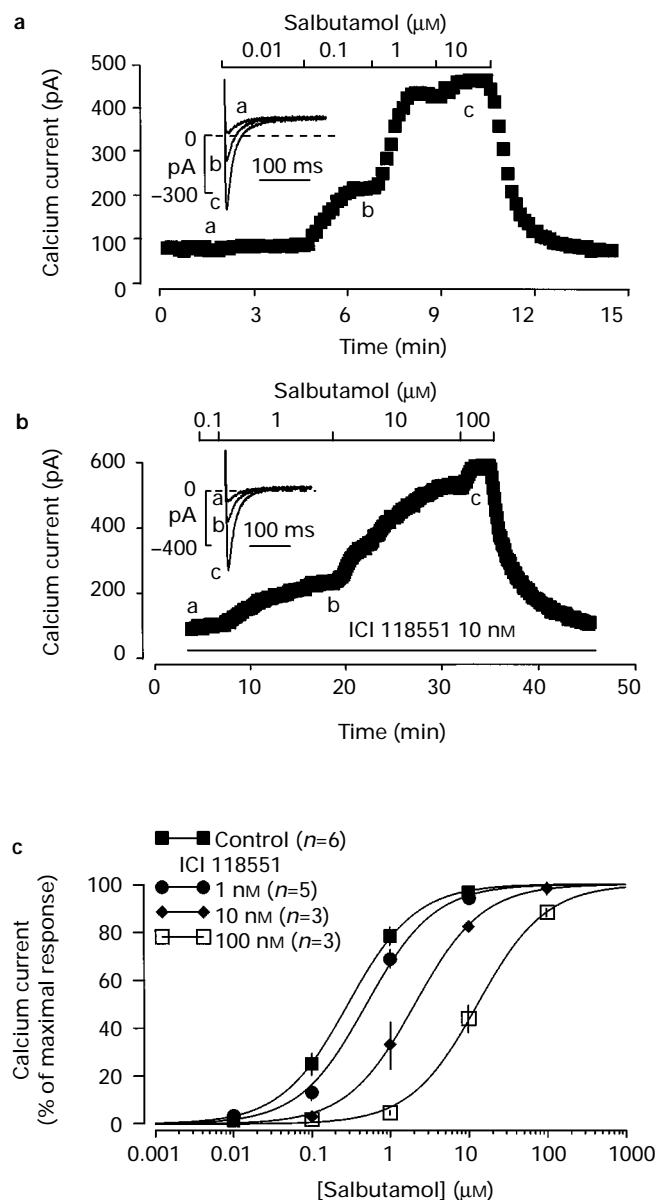 a
Salbutamol (µM)
0.01 0.1 1 10
Calcium current (pA)
500
400
300
200
100
0
0
pA
−300
a
b
c
100 ms
a
b
c
0 3 6 9 12 15
Time (min)
b
Salbutamol (µM)
0.1 1 10 100
Calcium current (pA)
600
400
200
0
0
pA
−400
a
b
c
100 ms
a
b
c
ICI 118551 10 nM
0 10 20 30 40 50
Time (min)
c
Control (n=6)
ICI 118551
1 nM (n=5)
10 nM (n=3)
100 nM (n=3)
Calcium current
(% of maximal response)
100
80
60
40
20
0
0.001 0.01 0.1 1 10 100 1000
[Salbutamol] (µM)